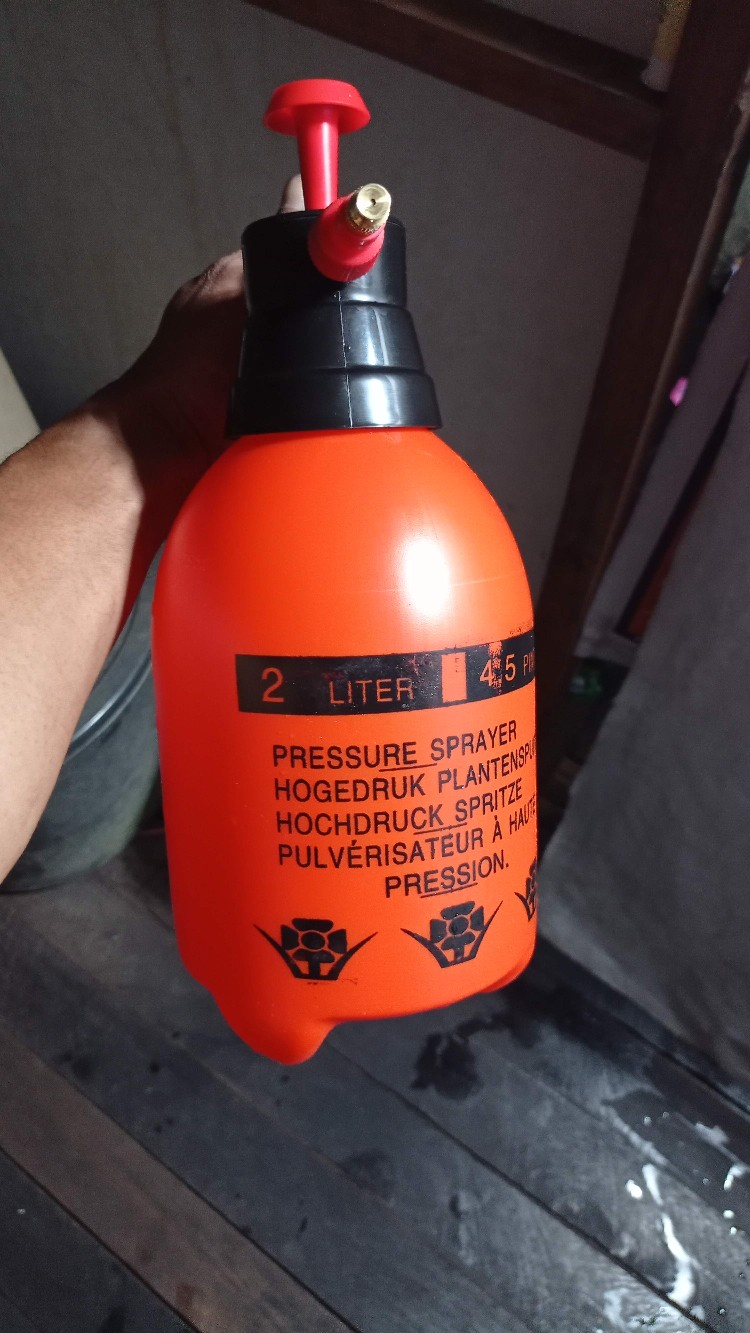 2 LITER 4,5
PRESSURE SPRAYER
HOGEDRUK
HOCHDRUCK SPRITZE
PULVÉRISATEUR À
PRESSION.